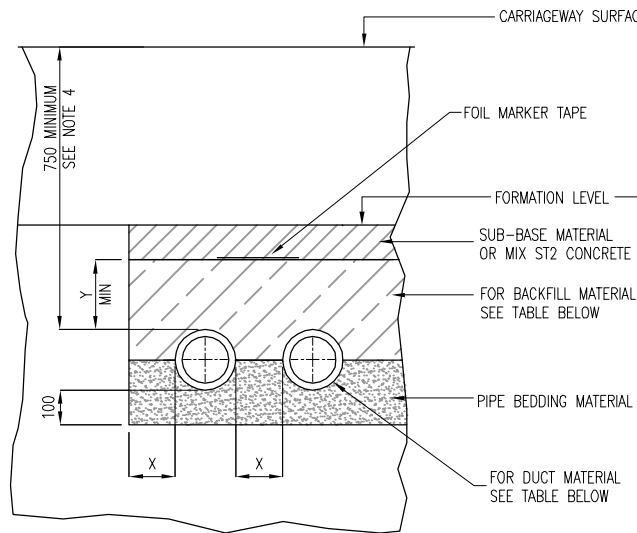 CARRIAGEWAY
750 MINIMUM
SEE NOTE 4
FOIL MARKER TAPE
FORMATION LEVEL
SUB-BASE MATERIAL
OR MIX ST2 CONCRETE
Y
MIN
FOR BACKFILL MATERIAL
SEE TABLE BELOW
100
PIPE BEDDING MATERIAL
X
X
FOR DUCT MATERIAL
SEE TABLE BELOW